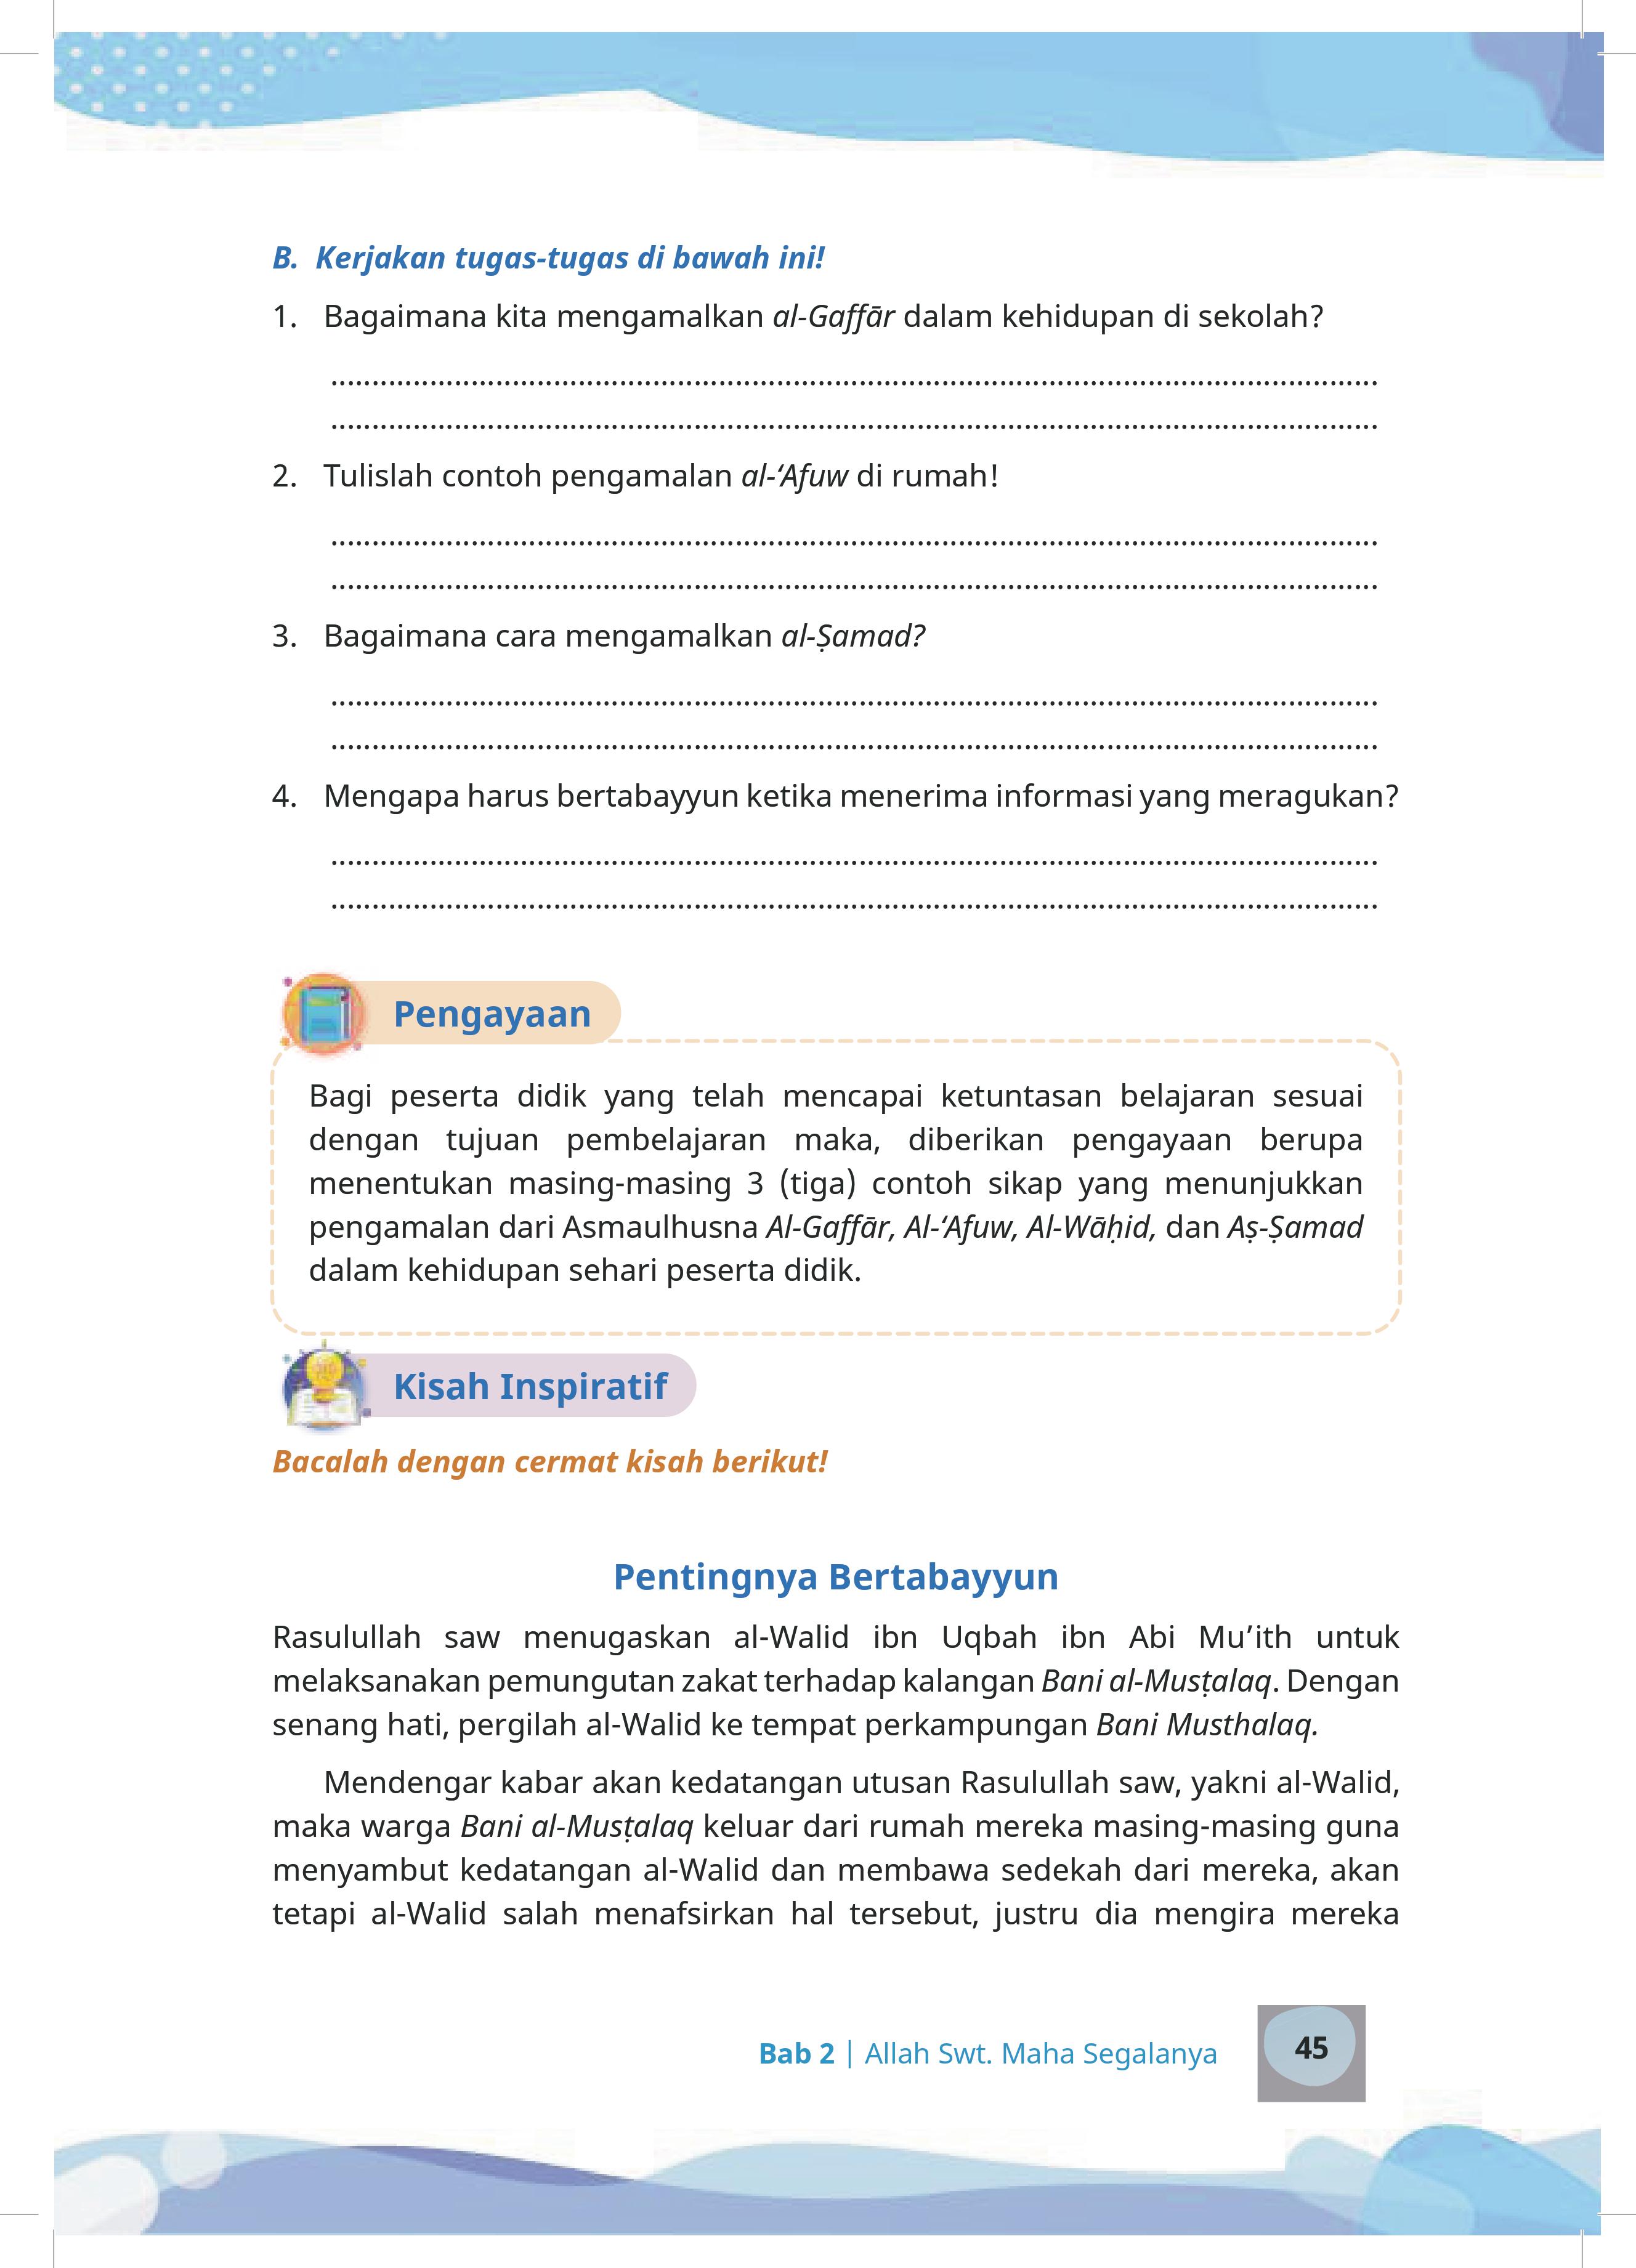 B. Kerjakan tugas-tugas di bawah ini!
1. Bagaimana kita mengamalkan al-Gaffār dalam kehidupan di sekolah?
................................................................................................................................
................................................................................................................................
2. Tulislah contoh pengamalan al-‘Afuw di rumah!
................................................................................................................................
................................................................................................................................
3. Bagaimana cara mengamalkan al-Ṣamad?
................................................................................................................................
................................................................................................................................
4. Mengapa harus bertabayyun ketika menerima informasi yang meragukan?
................................................................................................................................
................................................................................................................................
Pengayaan
Bagi peserta didik yang telah mencapai ketuntasan belajaran sesuai
dengan tujuan pembelajaran maka, diberikan pengayaan berupa
menentukan masing-masing 3 (tiga) contoh sikap yang menunjukkan
pengamalan dari Asmaulhusna Al-Gaffār, Al-‘Afuw, Al-Wāḥid, dan Aṣ-Ṣamad
dalam kehidupan sehari peserta didik.
Kisah Inspiratif
Bacalah dengan cermat kisah berikut!
Pentingnya Bertabayyun
Rasulullah saw menugaskan al-Walid ibn Uqbah ibn Abi Mu’ith untuk
melaksanakan pemungutan zakat terhadap kalangan Bani al-Musṭalaq. Dengan
senang hati, pergilah al-Walid ke tempat perkampungan Bani Musthalaq.
Mendengar kabar akan kedatangan utusan Rasulullah saw, yakni al-Walid,
maka warga Bani al-Musṭalaq keluar dari rumah mereka masing-masing guna
menyambut kedatangan al-Walid dan membawa sedekah dari mereka, akan
tetapi al-Walid salah menafsirkan hal tersebut, justru dia mengira mereka
Bab 2 | Allah Swt. Maha Segalanya
45